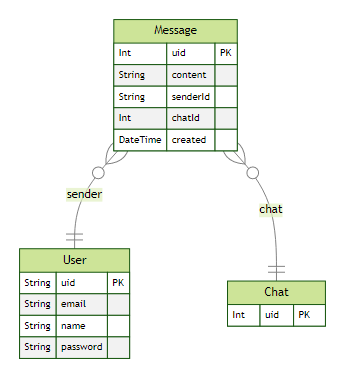 Message
Int uid PK
String content
String senderId
Int chatId
DateTime created
sender
chat
User
String uid PK
String email
String name
String password
Chat
Int uid PK